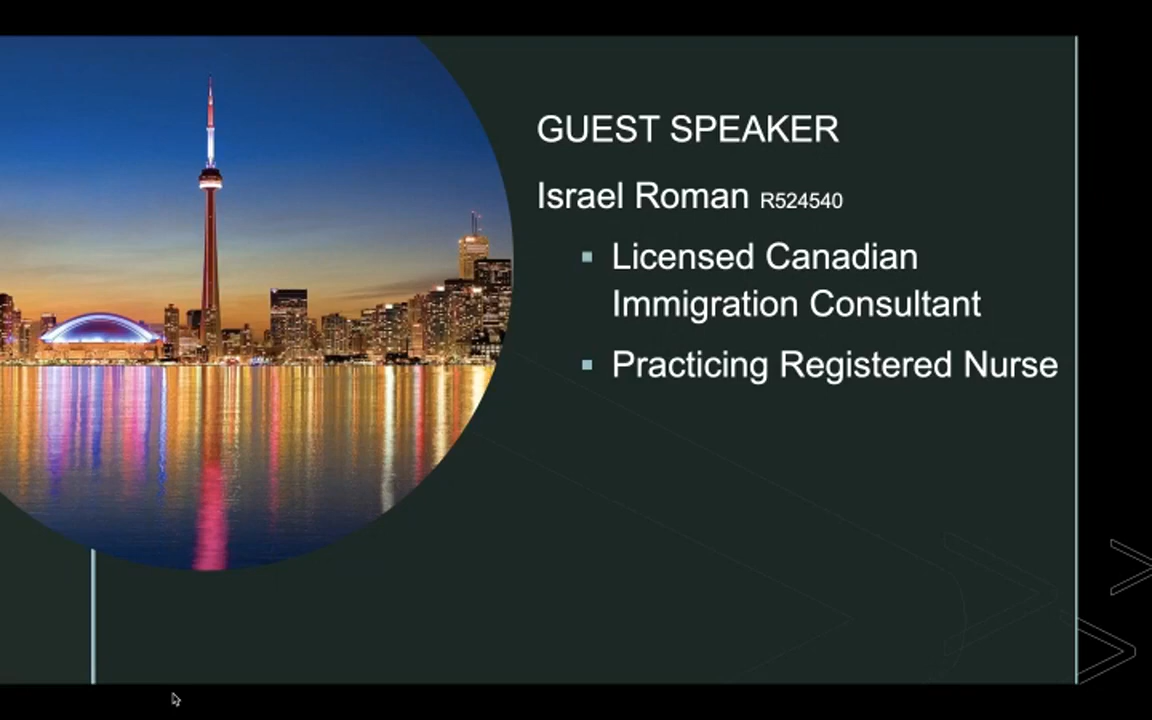 GUEST SPEAKER
Israel Roman R524540
Licensed Canadian
Immigration Consultant
Practicing Registered Nurse